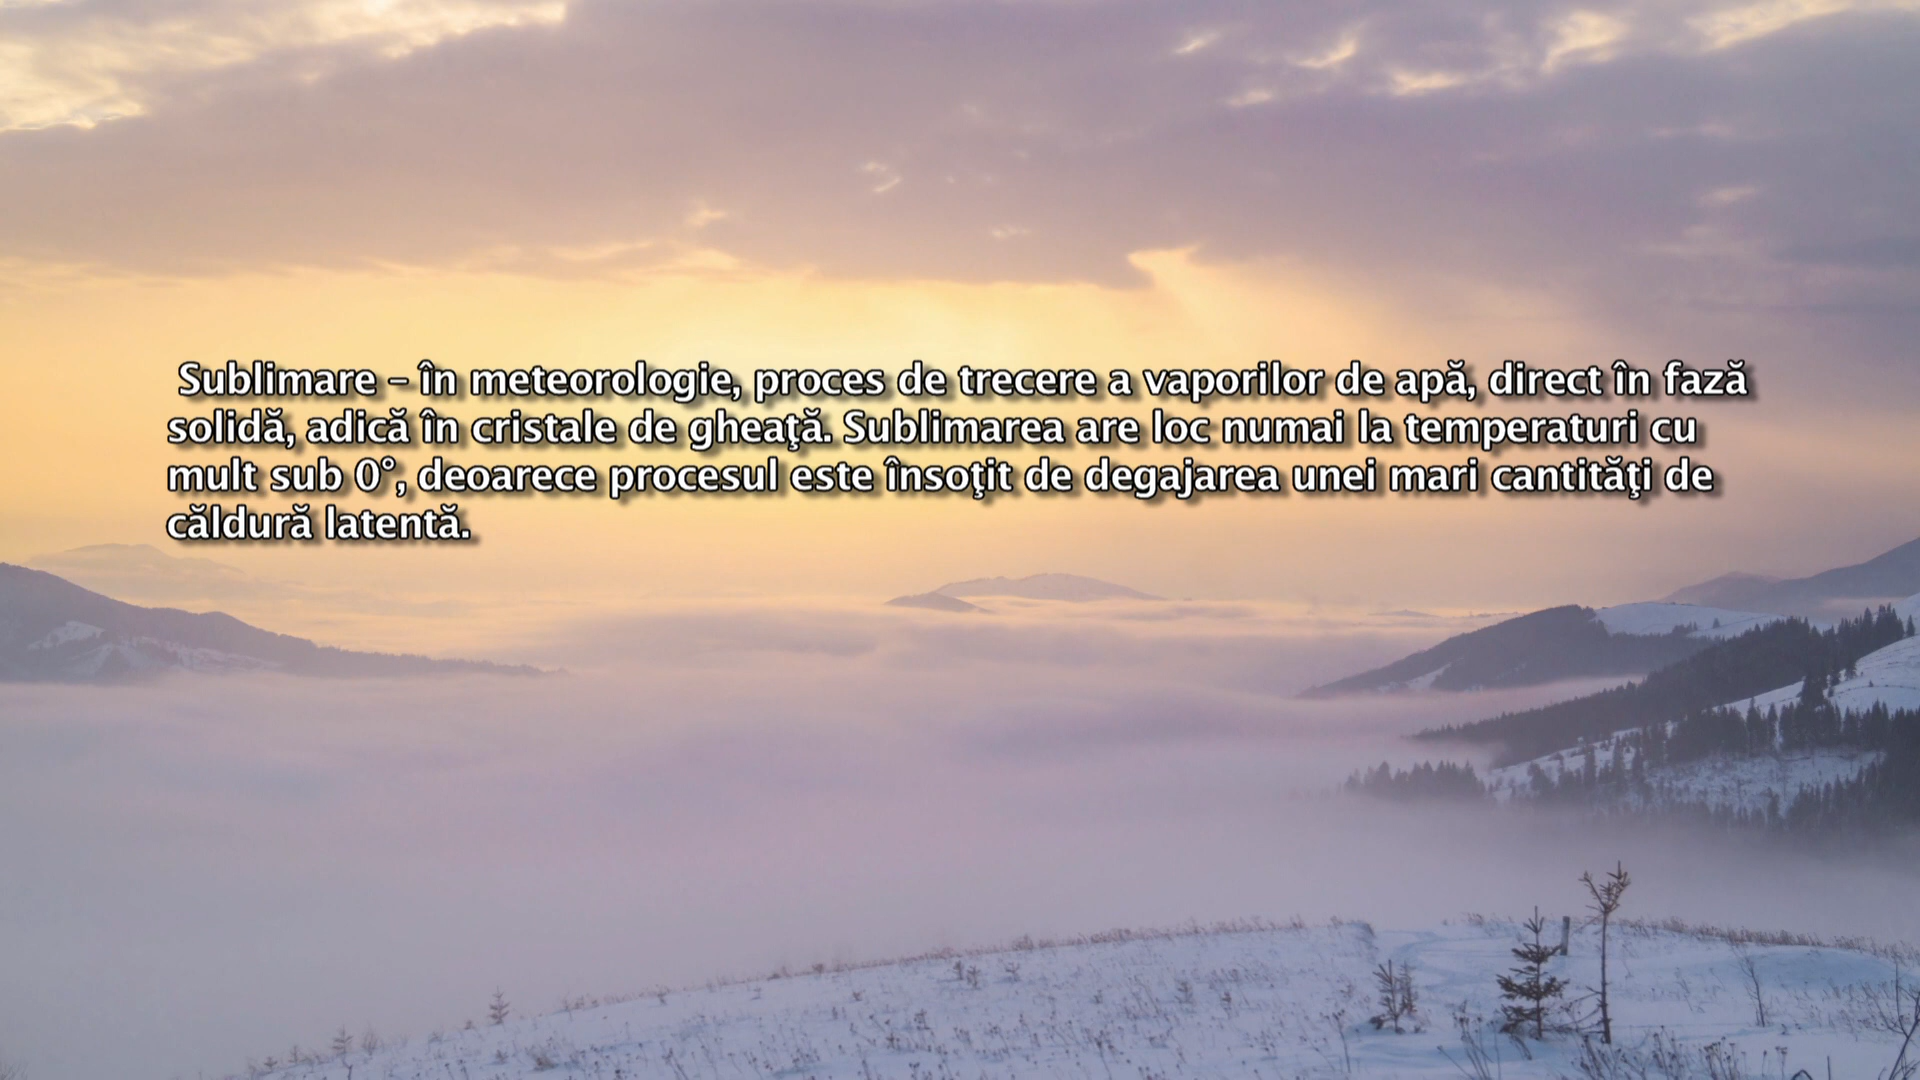 Sublimare – în meteorologie, proces de trecere a vaporilor de apă, direct în fază
solidă, adică în cristale de gheaţă. Sublimarea are loc numai la temperaturi cu
mult sub 0°, deoarece procesul este însoţit de degajarea unei mari cantităţi de
căldură latentă.